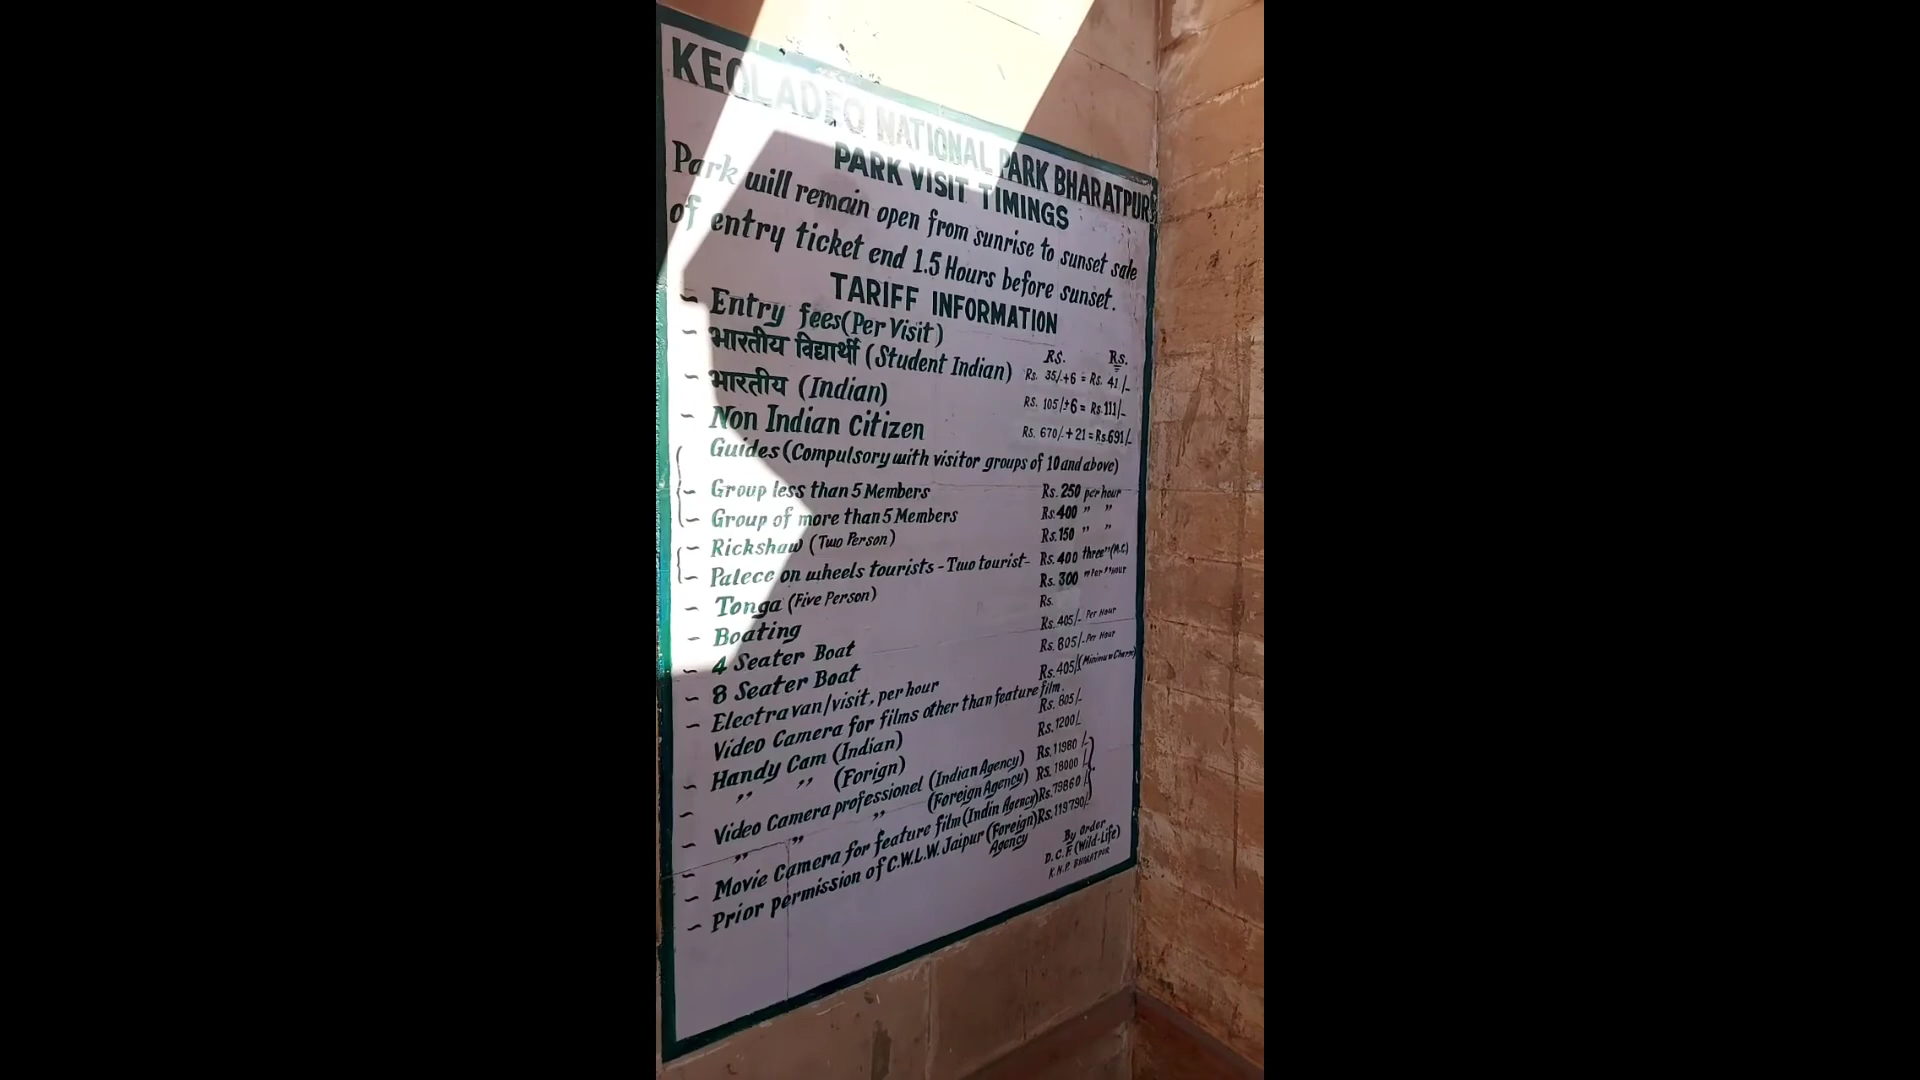 KEOLADEO NATIONAL PARK BHARATPUR
PARK VISIT TIMINGS
Park will remain open from sunrise to sunset sale
of entry ticket end 1.5 Hours before sunset.
TARIFF INFORMATION
~ Entry fees (Per Visit) RS. Rs.
~ भारतीय विद्यार्थी (Student Indian) Rs. 35/-+6 = Rs. 41/-
~ भारतीय (Indian) RS. 105/+6 = Rs.111/-
~ Non Indian Citizen Rs. 670/-+21=Rs691/-
Guides (Compulsory with visitor groups of 10 and above)
~ Group less than 5 Members Rs. 250 per hour
~ Group of more than 5 Members Rs.400 " "
~ Rickshaw (Two Person) Rs.150 " "
~ Palece on wheels tourists - Two tourist- Rs. 400 three"(M.C)
~ Tonga (Five Person) Rs. 300 " Per " Hour
~ Boating Rs.
~ 4 Seater Boat Rs. 405/- Per Hour
~ 8 Seater Boat Rs. 805/- Per Hour
~ Electra van/visit, per hour Rs.405/(Minimum Charm)
Video Camera for films other than feature film.
~ Handy Cam (Indian) Rs. 805/-
~ " " (Forign) Rs.1200/-
~ Video Camera professionel (Indian Agency) Rs.11980/-
~ " " " (Foreign Agency) Rs. 18000/-
~ Movie Camera for feature film (Indin Agency) Rs.79860/-
~ Prior permission of C.W.L.W. Jaipur (Foreign) Rs.119790/-
Agency
By Order
D.C.F. (Wild-Life)
K.N.P. BHARATPUR